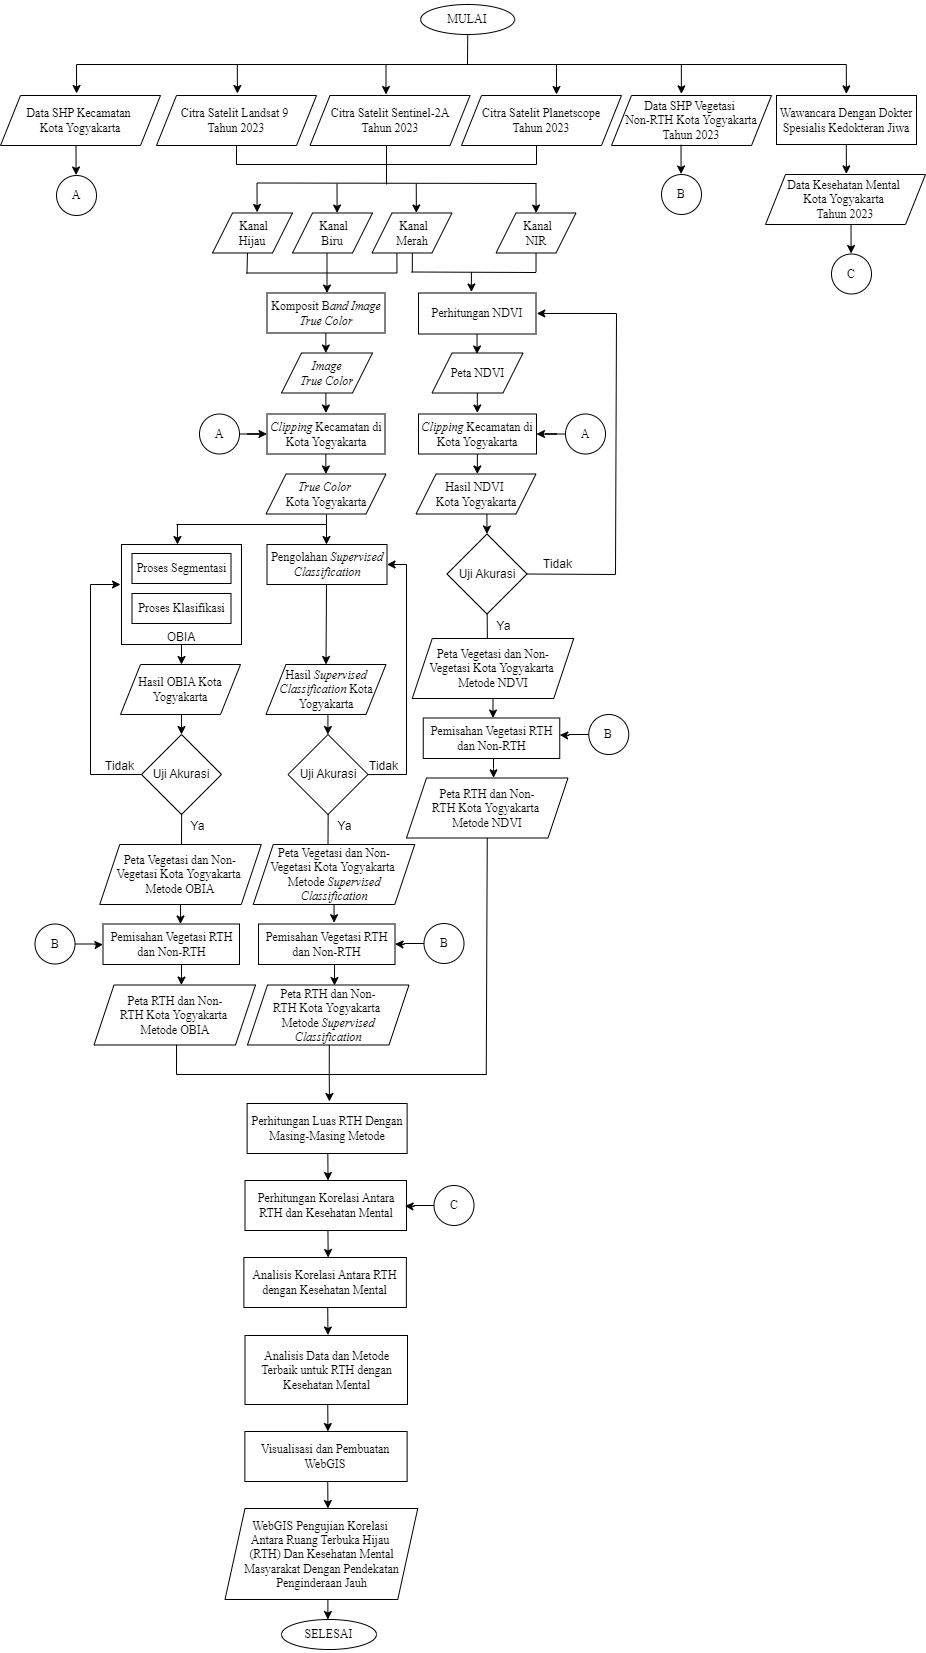 MULAI
Data SHP Kecamatan
Kota Yogyakarta
Citra Satelit Landsat 9
Tahun 2023
Citra Satelit Sentinel-2A
Tahun 2023
Citra Satelit Planetscope
Tahun 2023
Data SHP Vegetasi
Non-RTH Kota Yogyakarta
Tahun 2023
Wawancara Dengan Dokter
Spesialis Kedokteran Jiwa
A
B
Data Kesehatan Mental
Kota Yogyakarta
Tahun 2023
C
Kanal
Hijau
Kanal
Biru
Kanal
Merah
Kanal
NIR
Komposit Band Image
True Color
Perhitungan NDVI
Image
True Color
Peta NDVI
A
Clipping Kecamatan di
Kota Yogyakarta
Clipping Kecamatan di
Kota Yogyakarta
A
True Color
Kota Yogyakarta
Hasil NDVI
Kota Yogyakarta
Proses Segmentasi
Proses Klasifikasi
OBIA
Pengolahan Supervised
Classification
Uji Akurasi
Tidak
Ya
Hasil OBIA Kota
Yogyakarta
Hasil Supervised
Classification Kota
Yogyakarta
Peta Vegetasi dan Non-
Vegetasi Kota Yogyakarta
Metode NDVI
Pemisahan Vegetasi RTH
dan Non-RTH
B
Tidak
Uji Akurasi
Ya
Uji Akurasi
Tidak
Ya
Peta RTH dan Non-
RTH Kota Yogyakarta
Metode NDVI
Peta Vegetasi dan Non-
Vegetasi Kota Yogyakarta
Metode OBIA
Peta Vegetasi dan Non-
Vegetasi Kota Yogyakarta
Metode Supervised
Classification
B
Pemisahan Vegetasi RTH
dan Non-RTH
Pemisahan Vegetasi RTH
dan Non-RTH
B
Peta RTH dan Non-
RTH Kota Yogyakarta
Metode OBIA
Peta RTH dan Non-
RTH Kota Yogyakarta
Metode Supervised
Classification
Perhitungan Luas RTH Dengan
Masing-Masing Metode
Perhitungan Korelasi Antara
RTH dan Kesehatan Mental
C
Analisis Korelasi Antara RTH
dengan Kesehatan Mental
Analisis Data dan Metode
Terbaik untuk RTH dengan
Kesehatan Mental
Visualisasi dan Pembuatan
WebGIS
WebGIS Pengujian Korelasi
Antara Ruang Terbuka Hijau
(RTH) Dan Kesehatan Mental
Masyarakat Dengan Pendekatan
Penginderaan Jauh
SELESAI